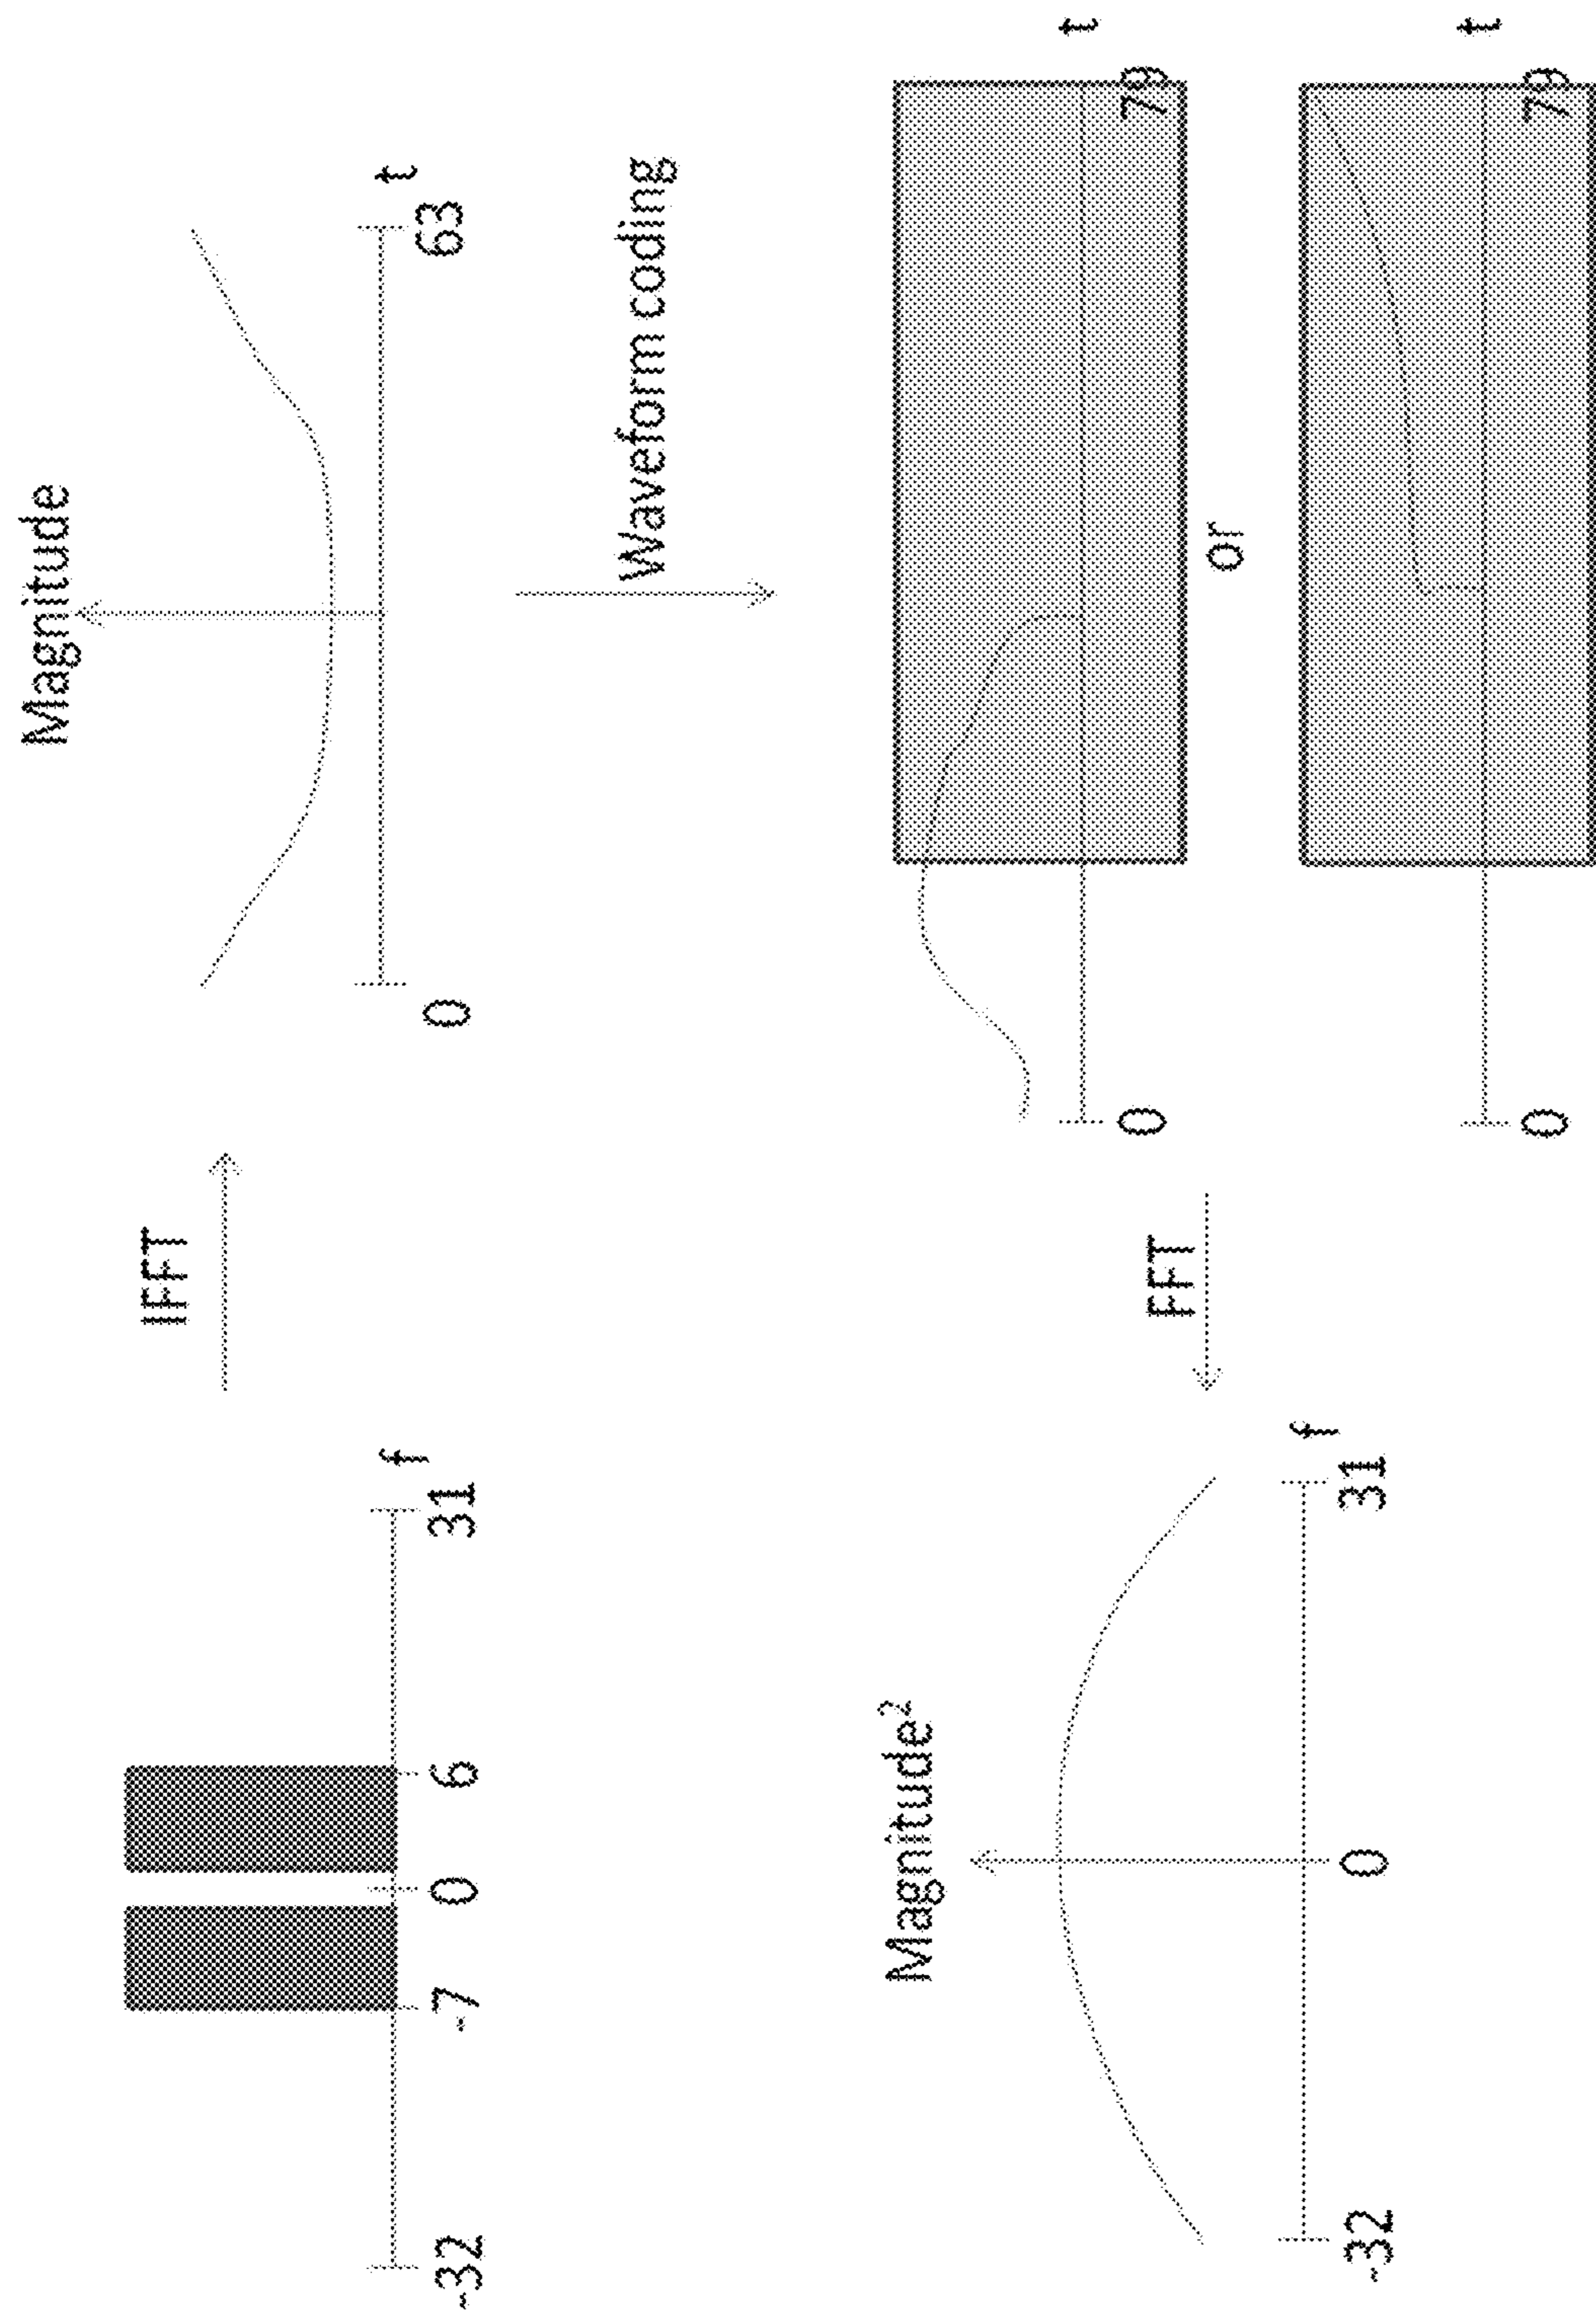 -32
-7
0
6
31
f
IFFT
Magnitude
0
63
t
Waveform coding
0
79
t
or
0
79
t
FFT
Magnitude²
-32
0
31
f